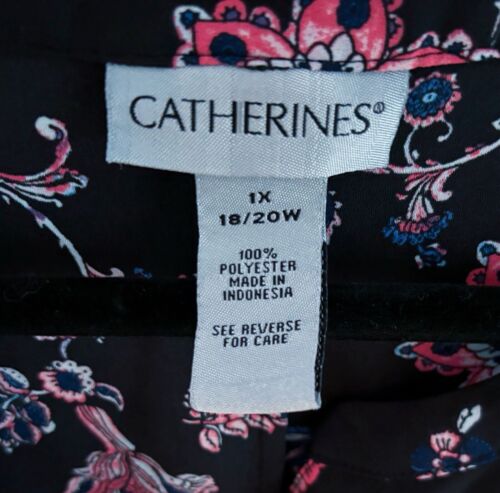 CATHERINES®
1X
18/20W
100%
POLYESTER
MADE IN
INDONESIA
SEE REVERSE
FOR CARE